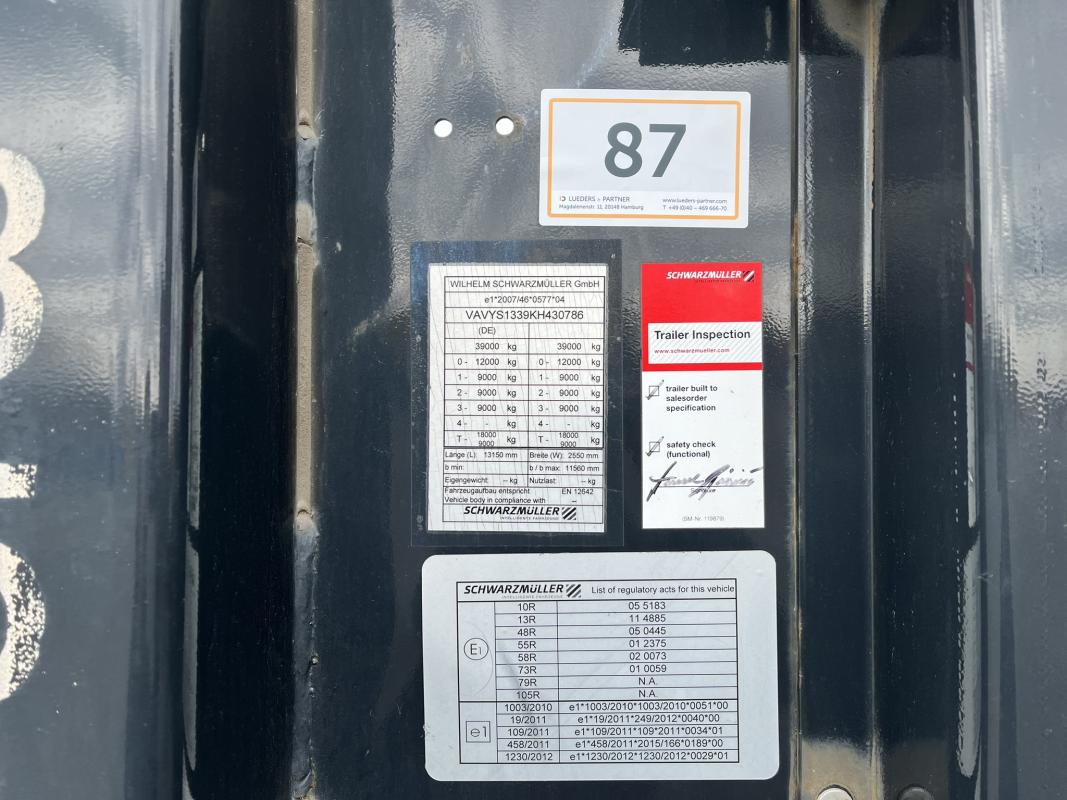 87
LUEDERS & PARTNER
Magdalenenstr. 11, 20148 Hamburg
www.lueders-partner.com
T +49 (0)40 – 469 666-70
WILHELM SCHWARZMÜLLER GmbH
e1*2007/46*0577*04
VAVYS1339KH430786
(DE)
39000 kg 39000 kg
0 - 12000 kg 0 - 12000 kg
1 - 9000 kg 1 - 9000 kg
2 - 9000 kg 2 - 9000 kg
3 - 9000 kg 3 - 9000 kg
4 - - kg 4 - - kg
T - 18000 9000 kg T - 18000 9000 kg
Länge (L): 13150 mm Breite (W): 2550 mm
b min: b / b max: 11560 mm
Eigengewicht: -- kg Nutzlast: -- kg
Fahrzeugaufbau entspricht EN 12642
Vehicle body in compliance with --
SCHWARZMÜLLER
INTELLIGENTE FAHRZEUGE
SCHWARZMÜLLER
INTELLIGENTE FAHRZEUGE
Trailer Inspection
www.schwarzmueller.com
trailer built to
salesorder
specification
safety check
(functional)
(BM-Nr. 119879)
SCHWARZMÜLLER List of regulatory acts for this vehicle
INTELLIGENTE FAHRZEUGE
E1
10R 05 5183
13R 11 4885
48R 05 0445
55R 01 2375
58R 02 0073
73R 01 0059
79R N.A.
105R N.A.
e1
1003/2010 e1*1003/2010*1003/2010*0051*00
19/2011 e1*19/2011*249/2012*0040*00
109/2011 e1*109/2011*109*2011*0034*01
458/2011 e1*458/2011*2015/166*0189*00
1230/2012 e1*1230/2012*1230/2012*0029*01